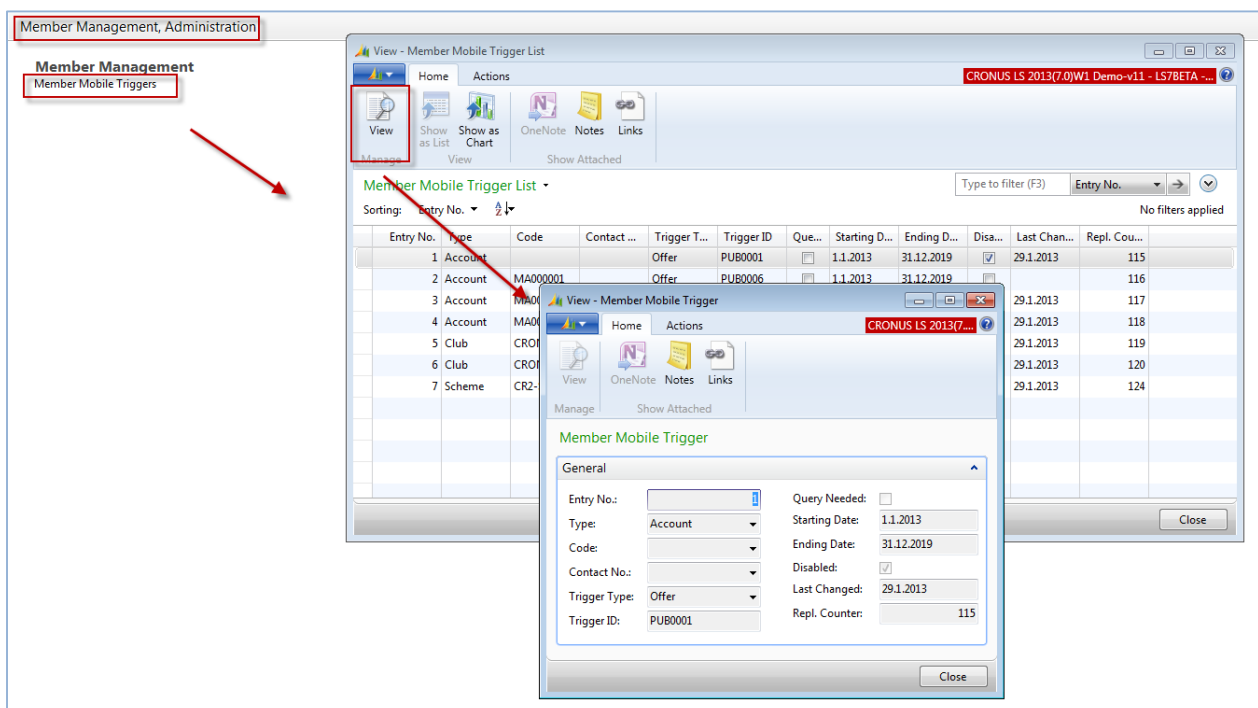 Member Management, Administration
Member Management
Member Mobile Triggers
View - Member Mobile Trigger List
Home Actions
CRONUS LS 2013(7.0)W1 Demo-v11 - LS7BETA -...
View
Show as List
Show as Chart
OneNote
Notes
Links
Manage
View
Show Attached
Member Mobile Trigger List
Type to filter (F3)
Entry No.
Sorting: Entry No.
No filters applied
Entry No. Type Code Contact ... Trigger T... Trigger ID Que... Starting D... Ending D... Disa... Last Chan... Repl. Cou...
1 Account Offer PUB0001 1.1.2013 31.12.2019 29.1.2013 115
2 Account MA000001 Offer PUB0006 1.1.2013 31.12.2019 116
3 Account 29.1.2013 117
4 Account 29.1.2013 118
5 Club 29.1.2013 119
6 Club 29.1.2013 120
7 Scheme CR2- 29.1.2013 124
Close
View - Member Mobile Trigger
Home Actions
CRONUS LS 2013(7....
View
OneNote
Notes
Links
Manage
Show Attached
Member Mobile Trigger
General
Entry No.: 1
Query Needed:
Type: Account
Starting Date: 1.1.2013
Code:
Ending Date: 31.12.2019
Contact No.:
Disabled:
Trigger Type: Offer
Last Changed: 29.1.2013
Trigger ID: PUB0001
Repl. Counter: 115
Close